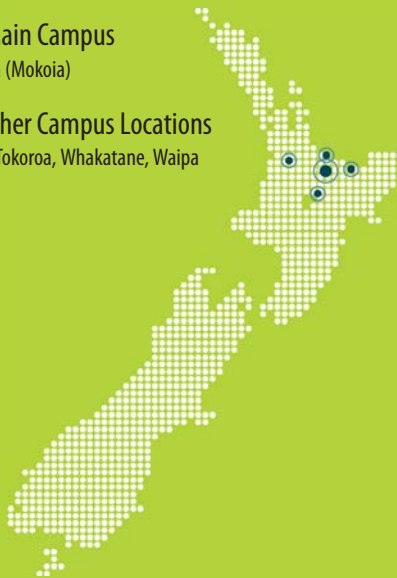 ain Campus
(Mokoia)
her Campus Locations
Tokoroa, Whakatane, Waipa